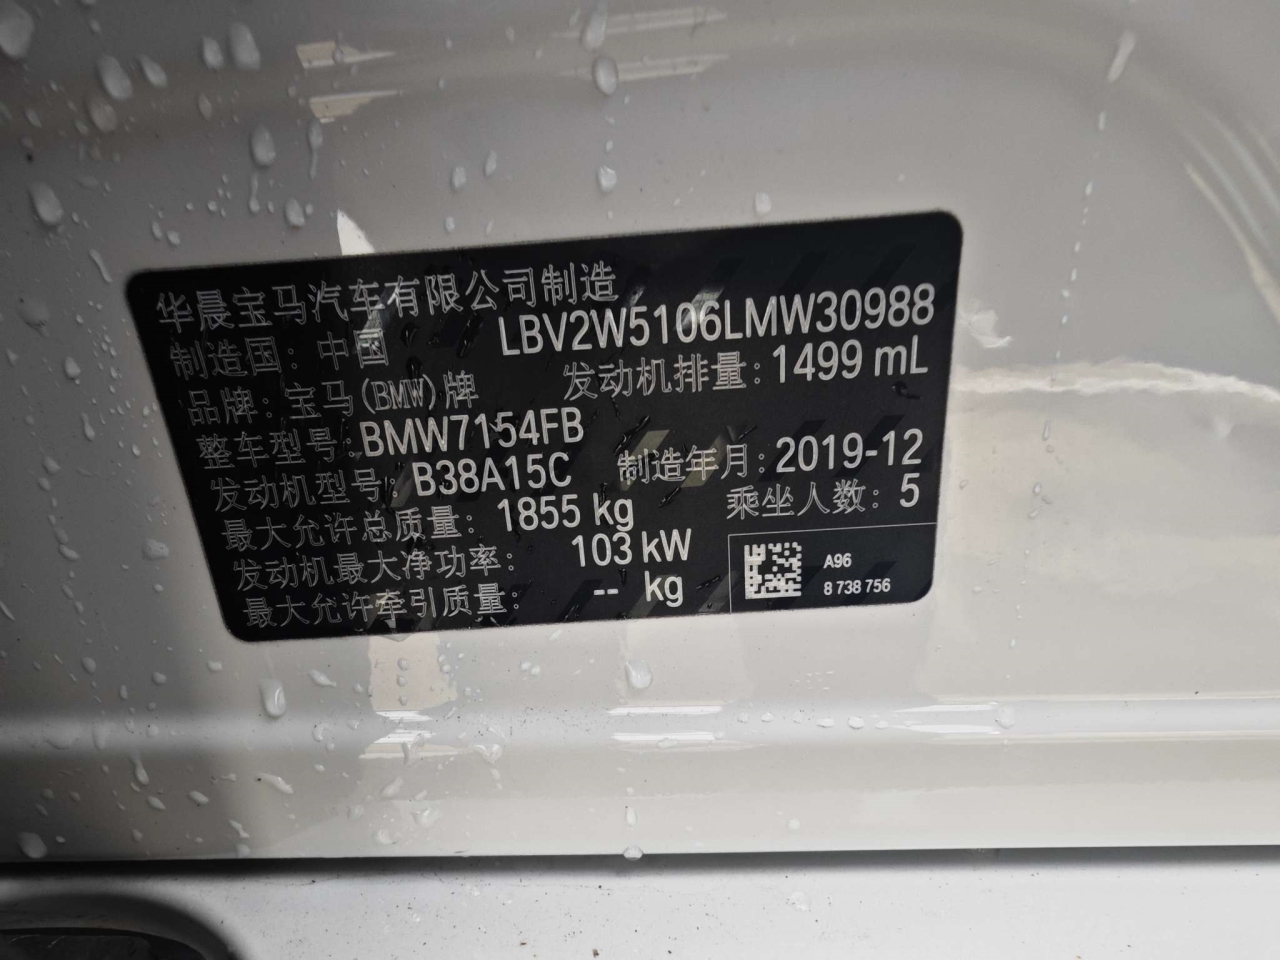 华晨宝马汽车有限公司制造
制造国：中国 LBV2W5106LMW30988
品牌：宝马(BMW)牌 发动机排量：1499 mL
整车型号：BMW7154FB
发动机型号：B38A15C 制造年月：2019-12
最大允许总质量：1855 kg 乘坐人数：5
发动机最大净功率：103 kW
最大允许牵引质量：-- kg
A96
8 738 756